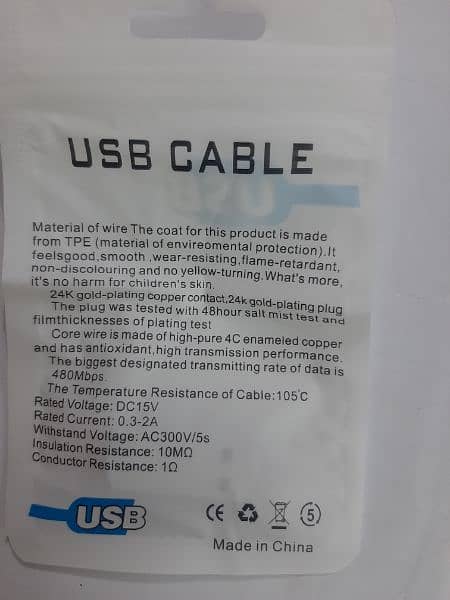 USB CABLE
Material of wire The coat for this product is made
from TPE (material of envireomental protection).It
feelsgood,smooth ,wear-resisting,flame-retardant,
non-discolouring and no yellow-turning. What's more,
it's no harm for children's skin.
24K gold-plating copper contact,24k gold-plating plug
The plug was tested with 48hour salt mist test and
filmthicknesses of plating test
Core wire is made of high-pure 4C enameled copper
and has antioxidant,high transmission performance.
The biggest designated transmitting rate of data is
480Mbps.
The Temperature Resistance of Cable:105℃
Rated Voltage: DC15V
Rated Current: 0.3-2A
Withstand Voltage: AC300V/5s
Insulation Resistance: 10MΩ
Conductor Resistance: 1Ω
USB CE 5
Made in China